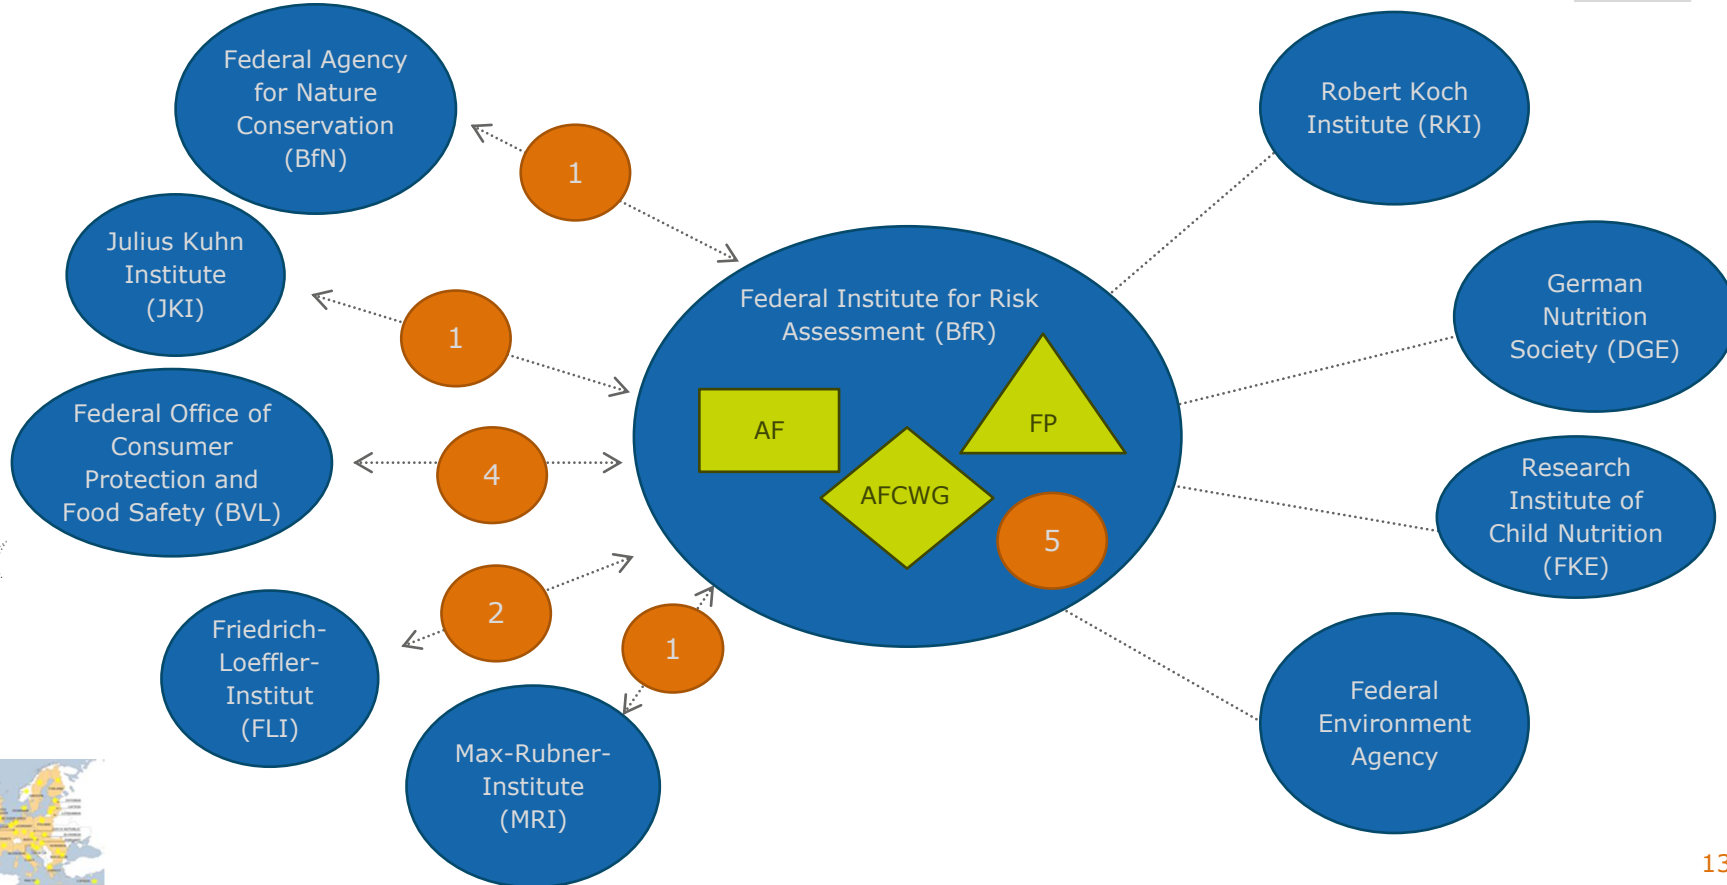 Federal Agency
for Nature
Conservation
(BfN)
1
Robert Koch
Institute (RKI)
Julius Kuhn
Institute
(JKI)
1
Federal Institute for Risk
Assessment (BfR)
AF
FP
AFCWG
5
German
Nutrition
Society (DGE)
Federal Office of
Consumer
Protection and
Food Safety (BVL)
4
Research
Institute of
Child Nutrition
(FKE)
Friedrich-
Loeffler-
Institut
(FLI)
2
1
Max-Rubner-
Institute
(MRI)
Federal
Environment
Agency
13